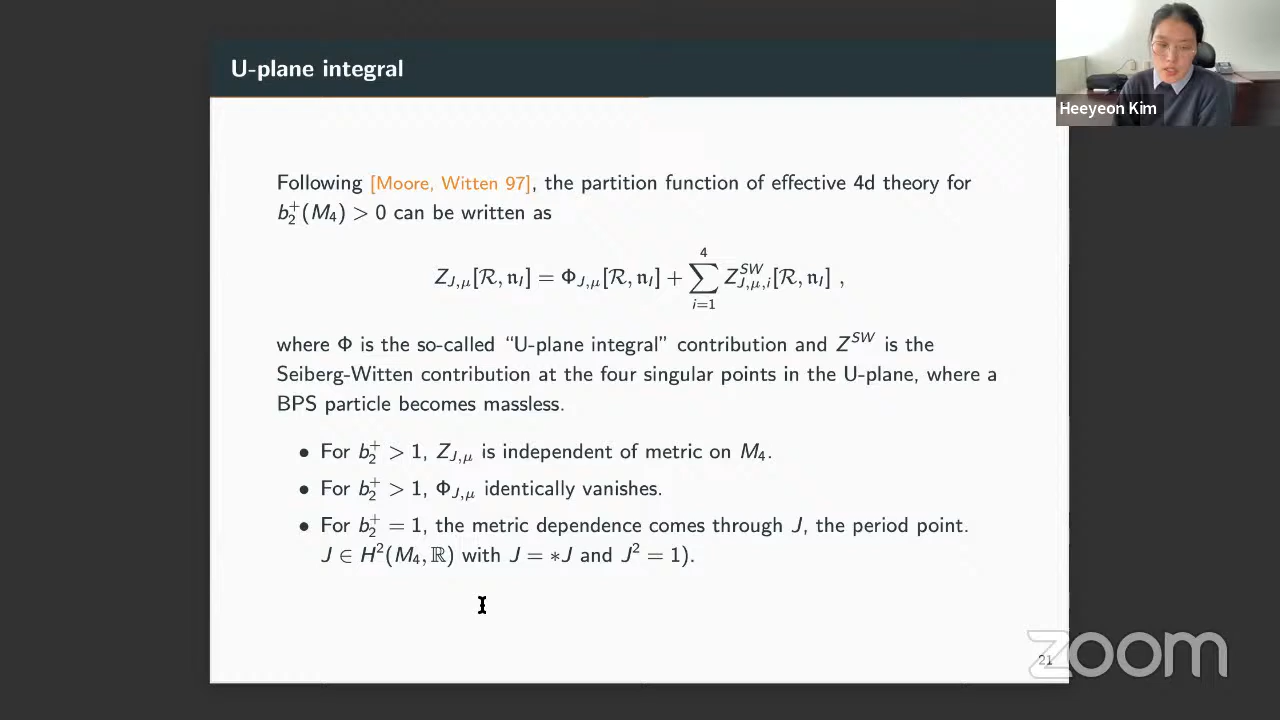 U-plane integral
Heeyeon Kim
Following [Moore, Witten 97], the partition function of effective 4d theory for
b₂⁺(M₄) > 0 can be written as
Z_{J,μ}[ℛ, 𝔫_I] = Φ_{J,μ}[ℛ, 𝔫_I] + ∑_{i=1}^{4} Z^{SW}_{J,μ,i}[ℛ, 𝔫_I] ,
where Φ is the so-called “U-plane integral” contribution and Z^{SW} is the
Seiberg-Witten contribution at the four singular points in the U-plane, where a
BPS particle becomes massless.
• For b₂⁺ > 1, Z_{J,μ} is independent of metric on M₄.
• For b₂⁺ > 1, Φ_{J,μ} identically vanishes.
• For b₂⁺ = 1, the metric dependence comes through J, the period point.
J ∈ H²(M₄, ℝ) with J = ∗J and J² = 1).
zoom
21